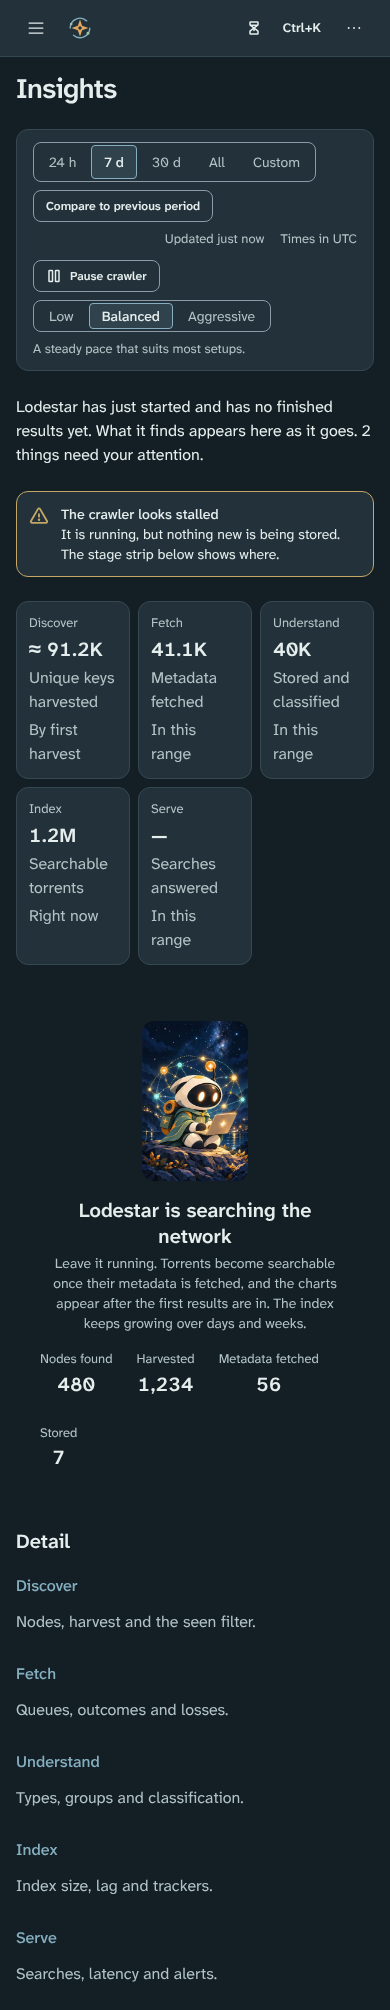 Ctrl+K
Insights
24 h 7 d 30 d All Custom
Compare to previous period
Updated just now Times in UTC
Pause crawler
Low Balanced Aggressive
A steady pace that suits most setups.
Lodestar has just started and has no finished
results yet. What it finds appears here as it goes. 2
things need your attention.
The crawler looks stalled
It is running, but nothing new is being stored.
The stage strip below shows where.
Discover
≈ 91.2K
Unique keys
harvested
By first
harvest
Fetch
41.1K
Metadata
fetched
In this
range
Understand
40K
Stored and
classified
In this
range
Index
1.2M
Searchable
torrents
Right now
Serve
—
Searches
answered
In this
range
Lodestar is searching the
network
Leave it running. Torrents become searchable
once their metadata is fetched, and the charts
appear after the first results are in. The index
keeps growing over days and weeks.
Nodes found Harvested Metadata fetched
480 1,234 56
Stored
7
Detail
Discover
Nodes, harvest and the seen filter.
Fetch
Queues, outcomes and losses.
Understand
Types, groups and classification.
Index
Index size, lag and trackers.
Serve
Searches, latency and alerts.